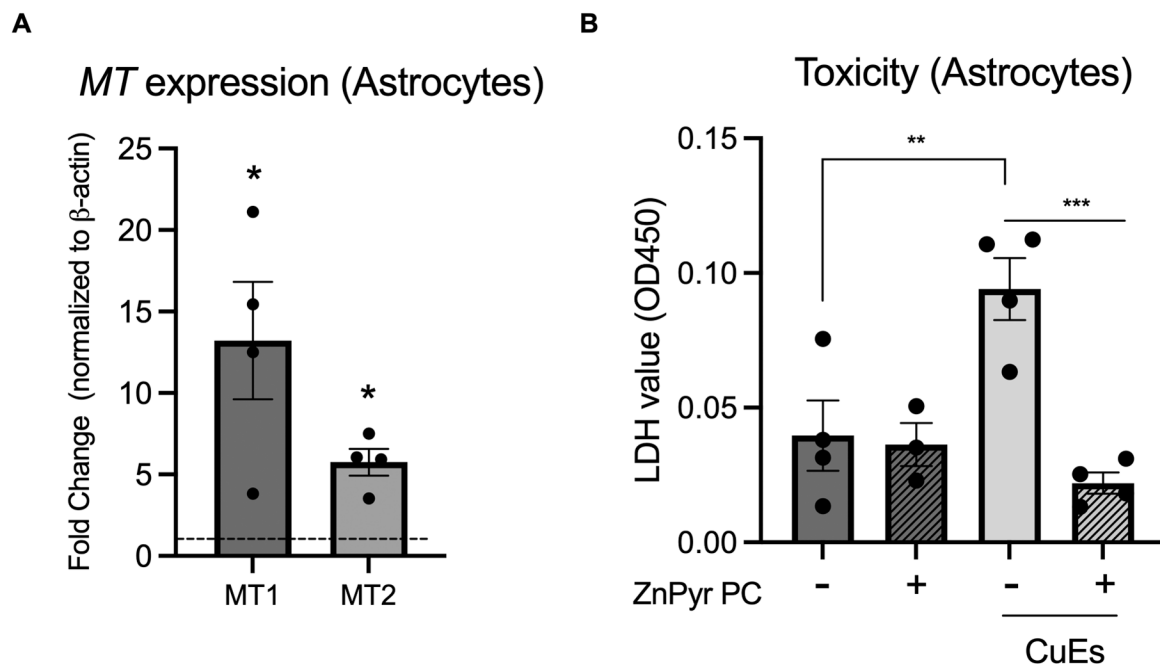 A
MT expression (Astrocytes)
Fold Change (normalized to β-actin)
25
20
15
10
5
0
*
*
MT1
MT2
B
Toxicity (Astrocytes)
LDH value (OD450)
0.15
0.10
0.05
0.00
**
***
ZnPyr PC - + - +
CuEs